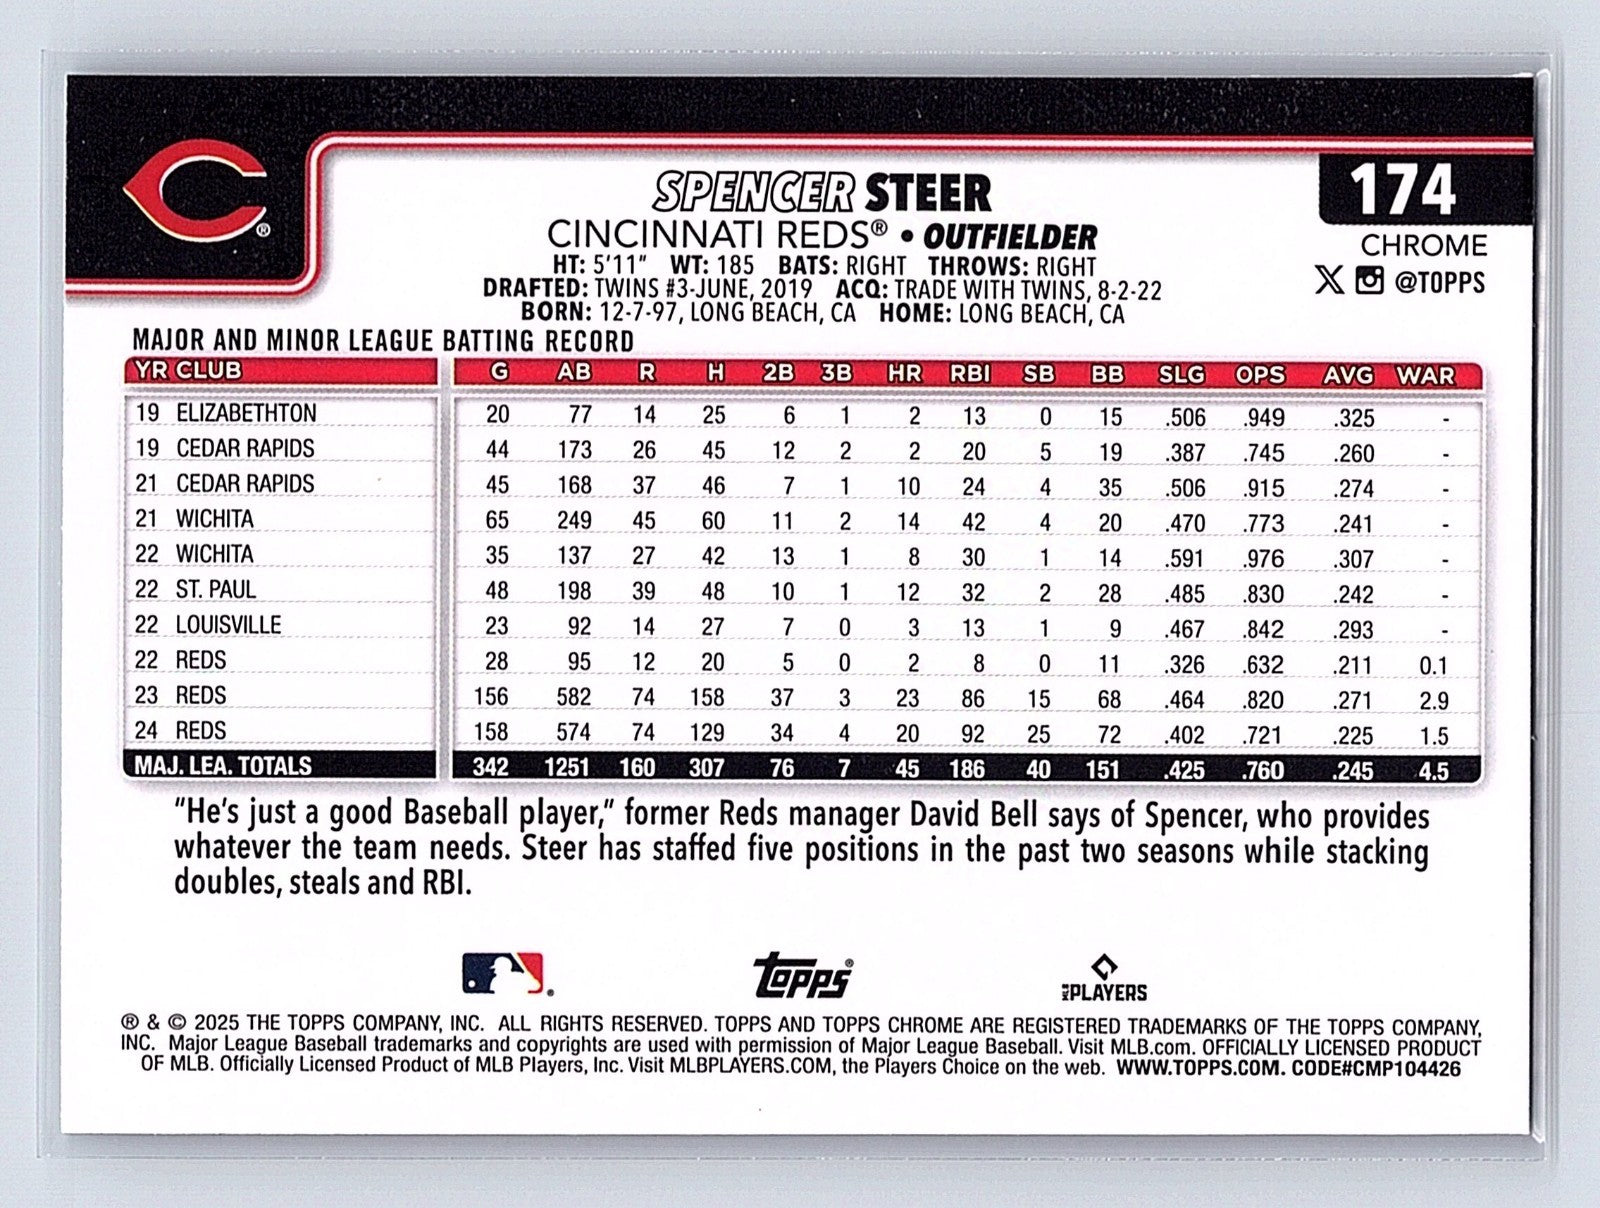 174
SPENCER STEER
CINCINNATI REDS® • OUTFIELDER
CHROME
HT: 5'11" WT: 185 BATS: RIGHT THROWS: RIGHT
@TOPPS
DRAFTED: TWINS #3-JUNE, 2019 ACQ: TRADE WITH TWINS, 8-2-22
BORN: 12-7-97, LONG BEACH, CA HOME: LONG BEACH, CA
MAJOR AND MINOR LEAGUE BATTING RECORD
YR CLUB G AB R H 2B 3B HR RBI SB BB SLG OPS AVG WAR
19 ELIZABETHTON 20 77 14 25 6 1 2 13 0 15 .506 .949 .325 -
19 CEDAR RAPIDS 44 173 26 45 12 2 2 20 5 19 .387 .745 .260 -
21 CEDAR RAPIDS 45 168 37 46 7 1 10 24 4 35 .506 .915 .274 -
21 WICHITA 65 249 45 60 11 2 14 42 4 20 .470 .773 .241 -
22 WICHITA 35 137 27 42 13 1 8 30 1 14 .591 .976 .307 -
22 ST. PAUL 48 198 39 48 10 1 12 32 2 28 .485 .830 .242 -
22 LOUISVILLE 23 92 14 27 7 0 3 13 1 9 .467 .842 .293 -
22 REDS 28 95 12 20 5 0 2 8 0 11 .326 .632 .211 0.1
23 REDS 156 582 74 158 37 3 23 86 15 68 .464 .820 .271 2.9
24 REDS 158 574 74 129 34 4 20 92 25 72 .402 .721 .225 1.5
MAJ. LEA. TOTALS 342 1251 160 307 76 7 45 186 40 151 .425 .760 .245 4.5
"He's just a good Baseball player," former Reds manager David Bell says of Spencer, who provides
whatever the team needs. Steer has staffed five positions in the past two seasons while stacking
doubles, steals and RBI.
Topps®
MLB PLAYERS
® & © 2025 THE TOPPS COMPANY, INC. ALL RIGHTS RESERVED. TOPPS AND TOPPS CHROME ARE REGISTERED TRADEMARKS OF THE TOPPS COMPANY,
INC. Major League Baseball trademarks and copyrights are used with permission of Major League Baseball. Visit MLB.com. OFFICIALLY LICENSED PRODUCT
OF MLB. Officially Licensed Product of MLB Players, Inc. Visit MLBPLAYERS.COM, the Players Choice on the web. WWW.TOPPS.COM. CODE#CMP104426